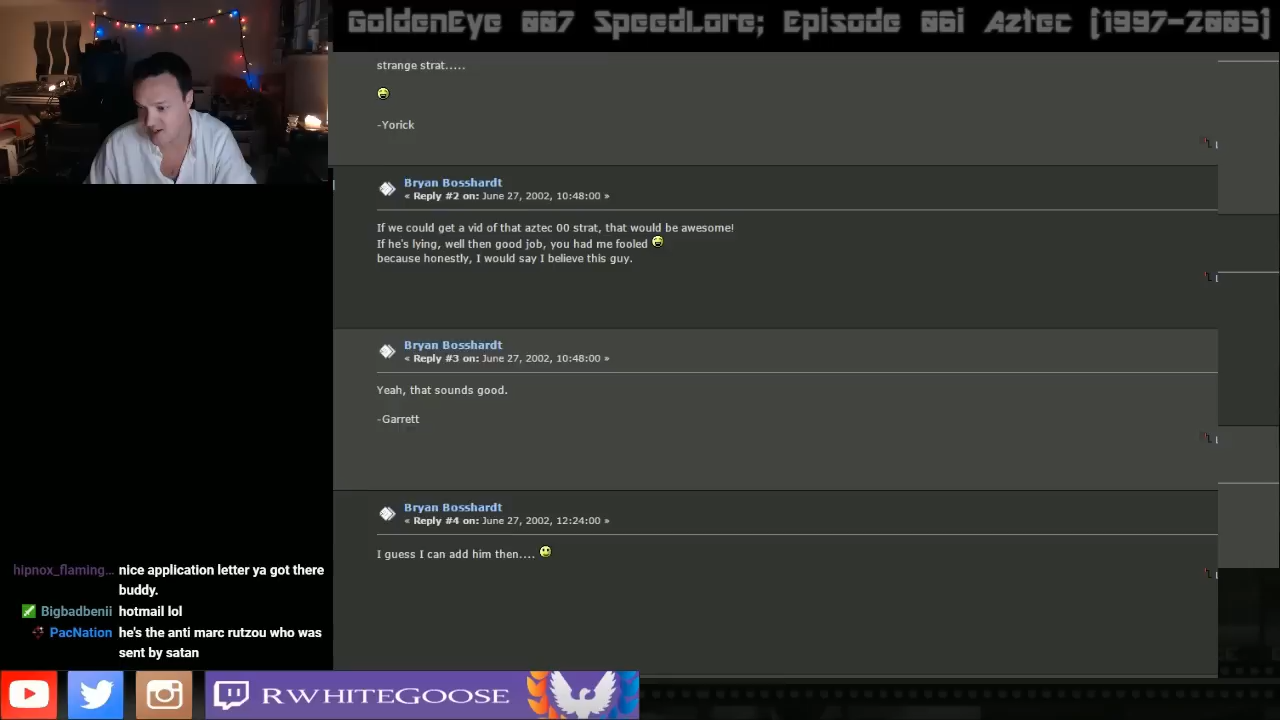 GoldenEye 007 SpeedLore; Episode 06i Aztec [1997-2005]
strange strat.....
-Yorick
Bryan Bosshardt
« Reply #2 on: June 27, 2002, 10:48:00 »
If we could get a vid of that aztec 00 strat, that would be awesome!
If he's lying, well then good job, you had me fooled
because honestly, I would say I believe this guy.
Bryan Bosshardt
« Reply #3 on: June 27, 2002, 10:48:00 »
Yeah, that sounds good.
-Garrett
Bryan Bosshardt
« Reply #4 on: June 27, 2002, 12:24:00 »
I guess I can add him then....
hipnox_flaming… nice application letter ya got there
buddy.
Bigbadbenii hotmail lol
PacNation he's the anti marc rutzou who was
sent by satan
RWHITEGOOSE